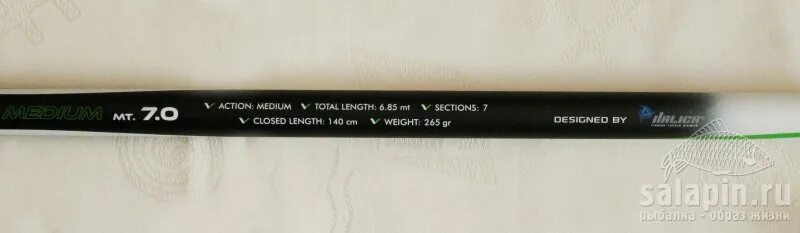 MEDIUM MT. 7.0
ACTION: MEDIUM TOTAL LENGTH: 6.85 mt SECTIONS: 7
CLOSED LENGTH: 140 cm WEIGHT: 265 gr
DESIGNED BY ITALICA
salapin.ru
рыбалка - образ жизни